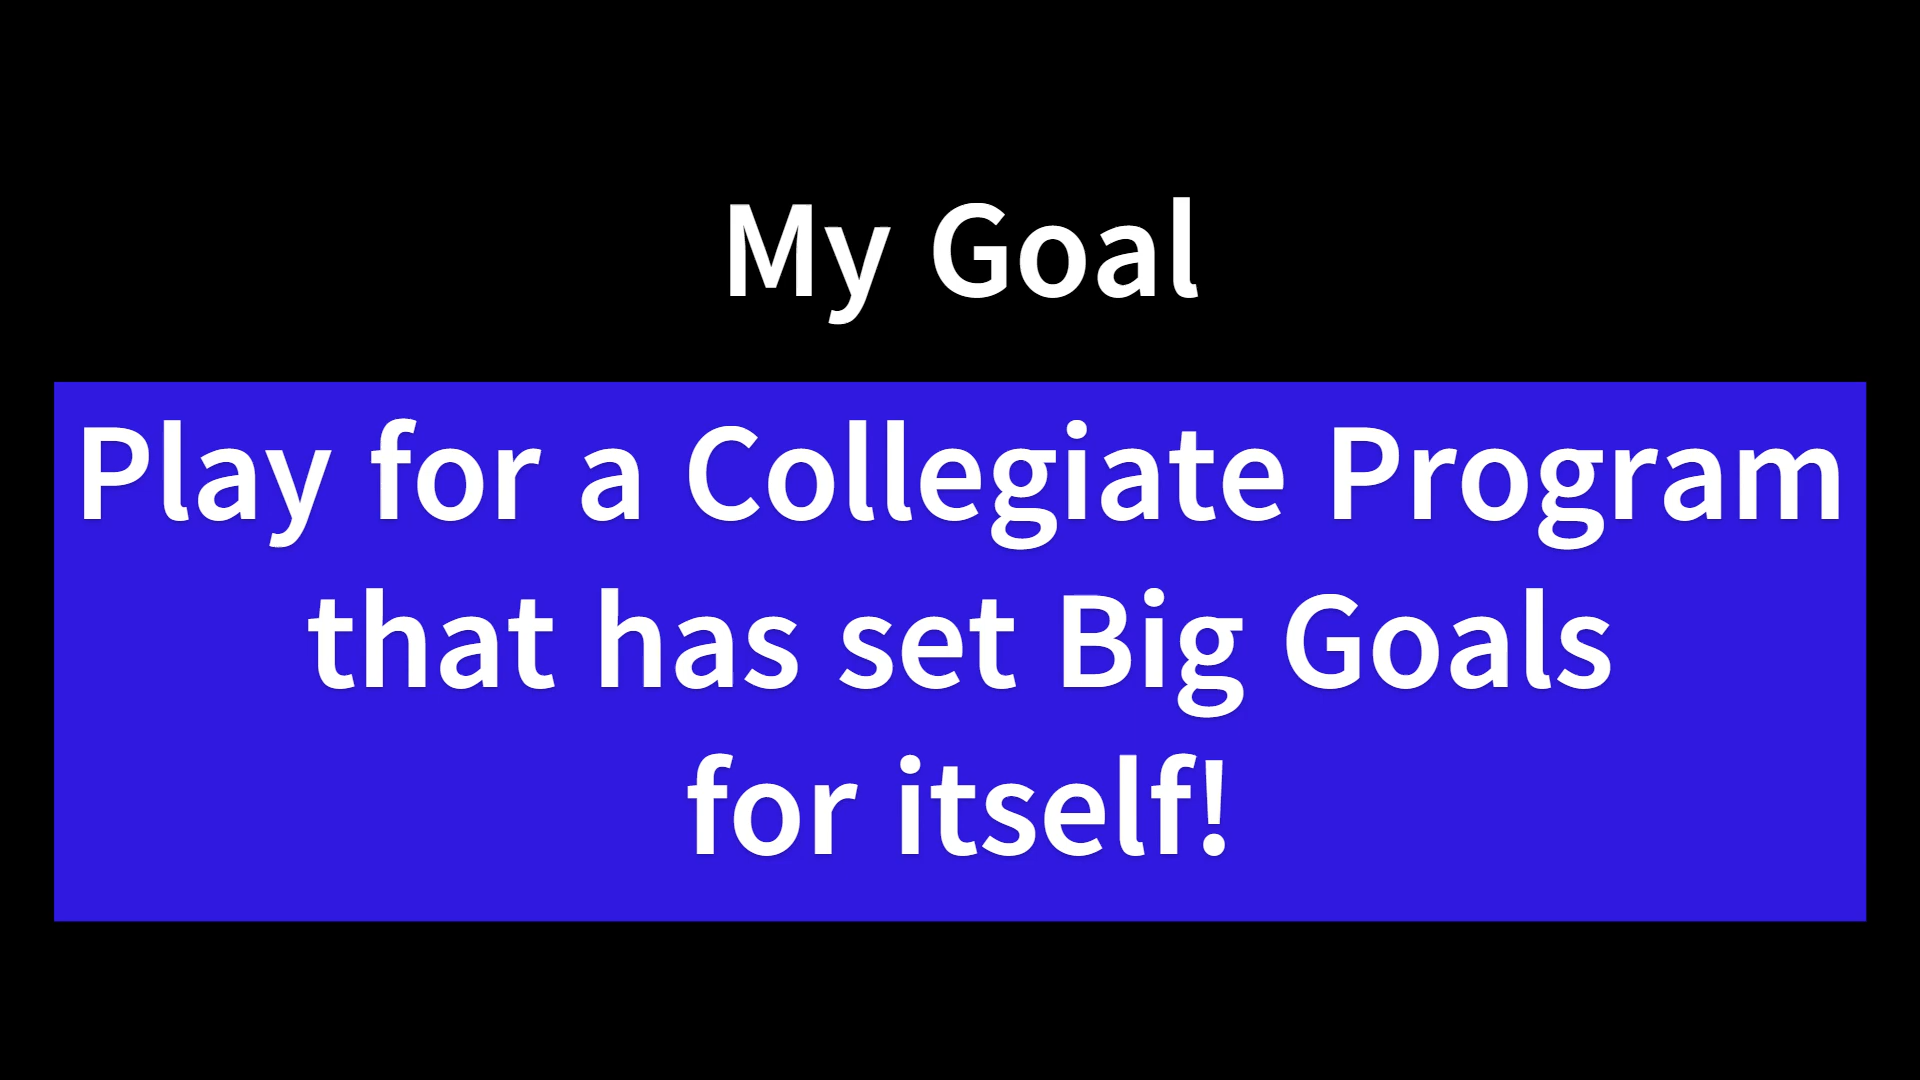 My Goal
Play for a Collegiate Program
that has set Big Goals
for itself!